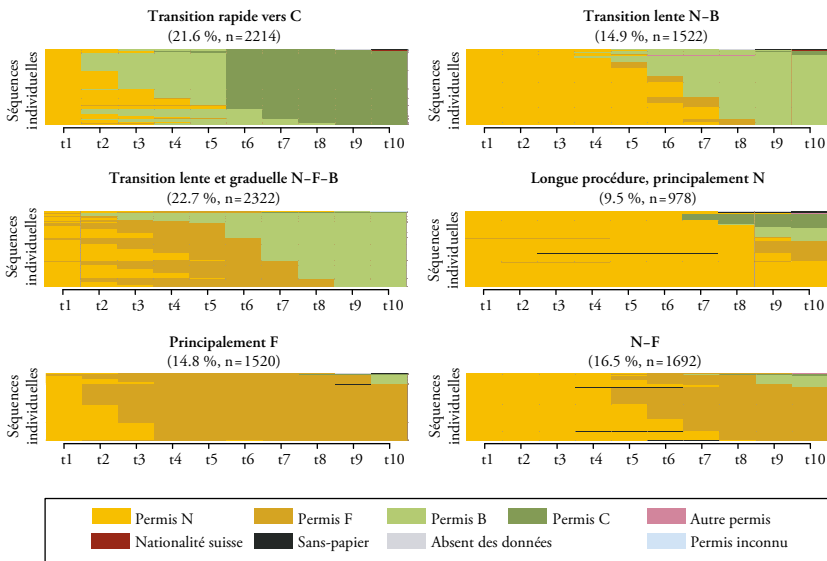 Transition rapide vers C
(21.6 %, n=2214)
Séquences
individuelles
t1 t2 t3 t4 t5 t6 t7 t8 t9 t10
Transition lente N–B
(14.9 %, n=1522)
Séquences
individuelles
t1 t2 t3 t4 t5 t6 t7 t8 t9 t10
Transition lente et graduelle N–F–B
(22.7 %, n=2322)
Séquences
individuelles
t1 t2 t3 t4 t5 t6 t7 t8 t9 t10
Longue procédure, principalement N
(9.5 %, n=978)
Séquences
individuelles
t1 t2 t3 t4 t5 t6 t7 t8 t9 t10
Principalement F
(14.8 %, n=1520)
Séquences
individuelles
t1 t2 t3 t4 t5 t6 t7 t8 t9 t10
N–F
(16.5 %, n=1692)
Séquences
individuelles
t1 t2 t3 t4 t5 t6 t7 t8 t9 t10
Permis N Permis F Permis B Permis C Autre permis
Nationalité suisse Sans-papier Absent des données Permis inconnu